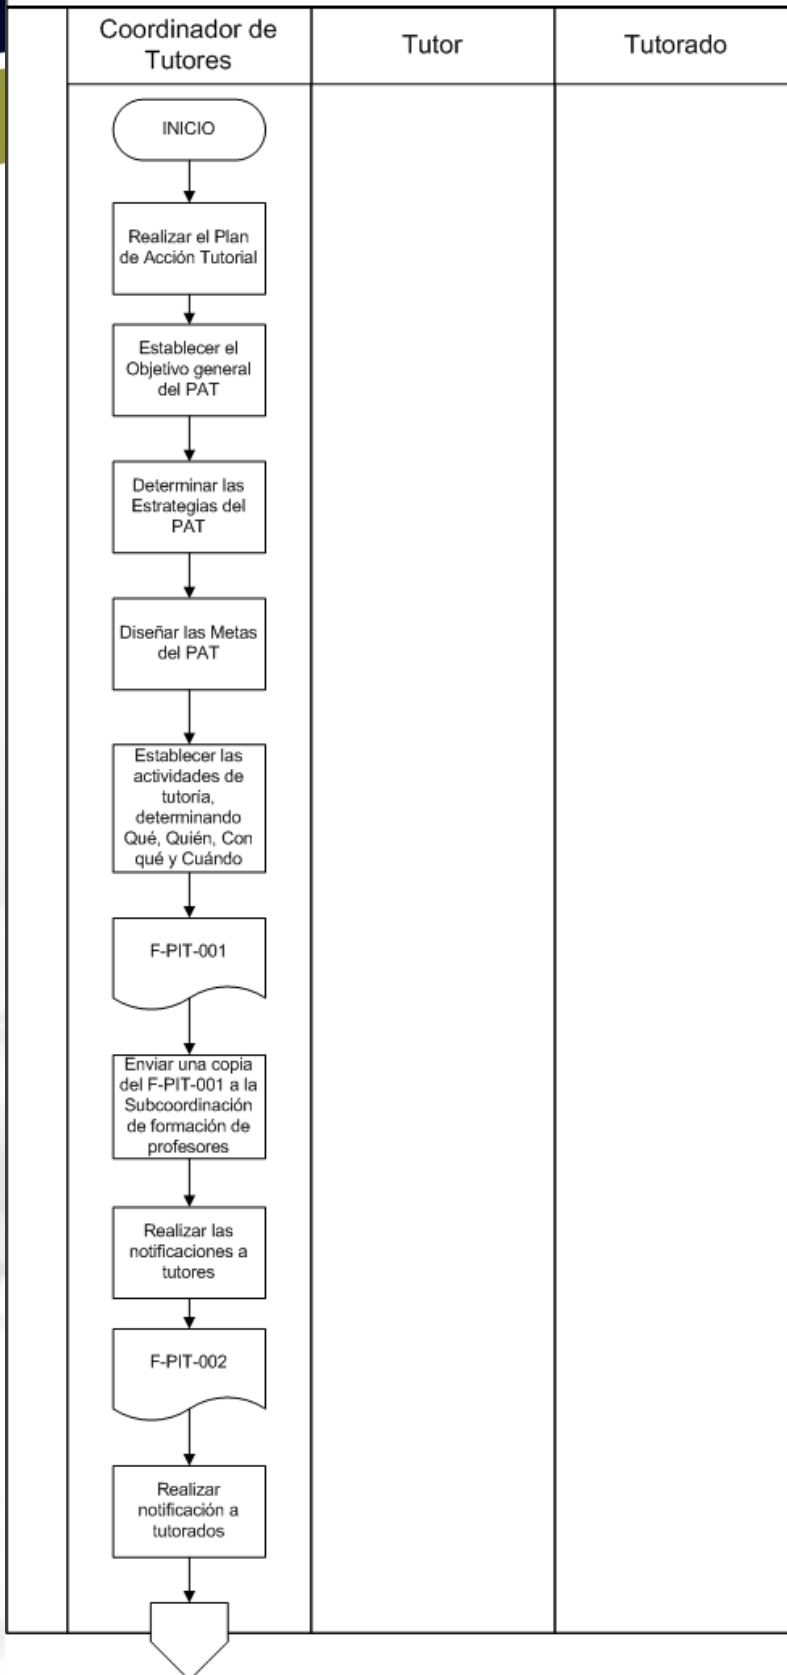 Coordinador de
Tutores
Tutor
Tutorado
INICIO
Realizar el Plan
de Acción Tutorial
Establecer el
Objetivo general
del PAT
Determinar las
Estrategias del
PAT
Diseñar las Metas
del PAT
Establecer las
actividades de
tutoría,
determinando
Qué, Quién, Con
qué y Cuándo
F-PIT-001
Enviar una copia
del F-PIT-001 a la
Subcoordinación
de formación de
profesores
Realizar las
notificaciones a
tutores
F-PIT-002
Realizar
notificación a
tutorados